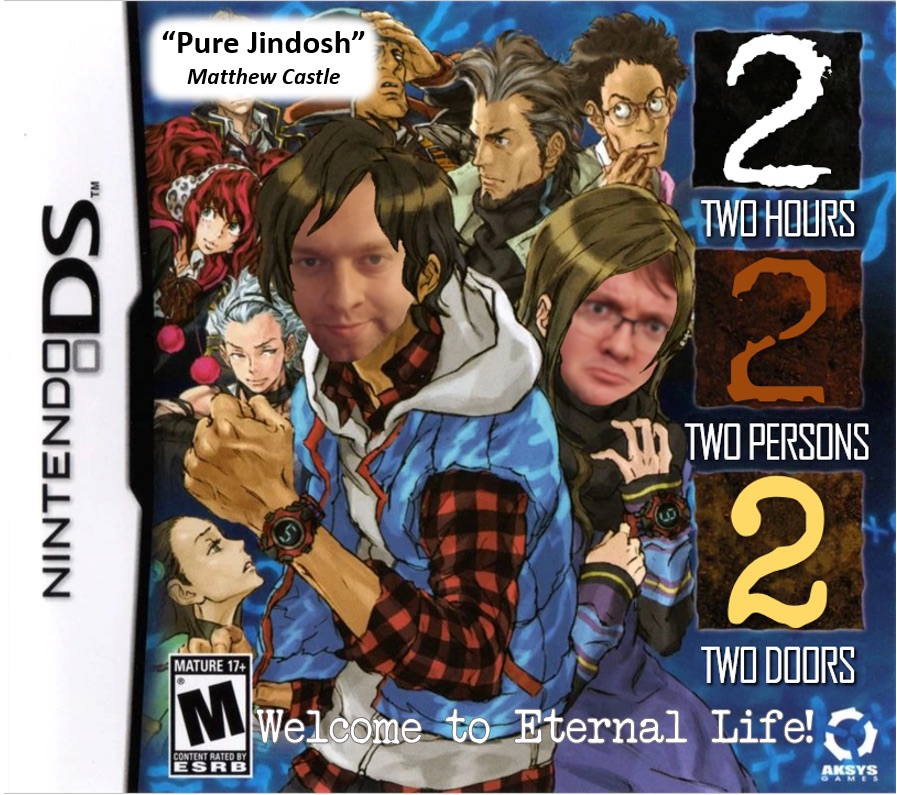 “Pure Jindosh”
Matthew Castle
NINTENDO DS™
2
TWO HOURS
2
TWO PERSONS
2
TWO DOORS
MATURE 17+
M®
CONTENT RATED BY
ESRB
Welcome to Eternal Life!
AKSYS
GAMES